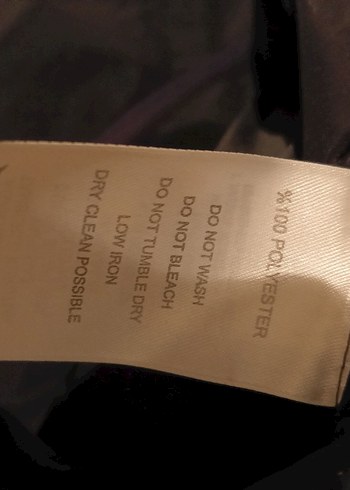 %100 POLYESTER
DO NOT WASH
DO NOT BLEACH
DO NOT TUMBLE DRY
LOW IRON
DRY CLEAN POSSIBLE